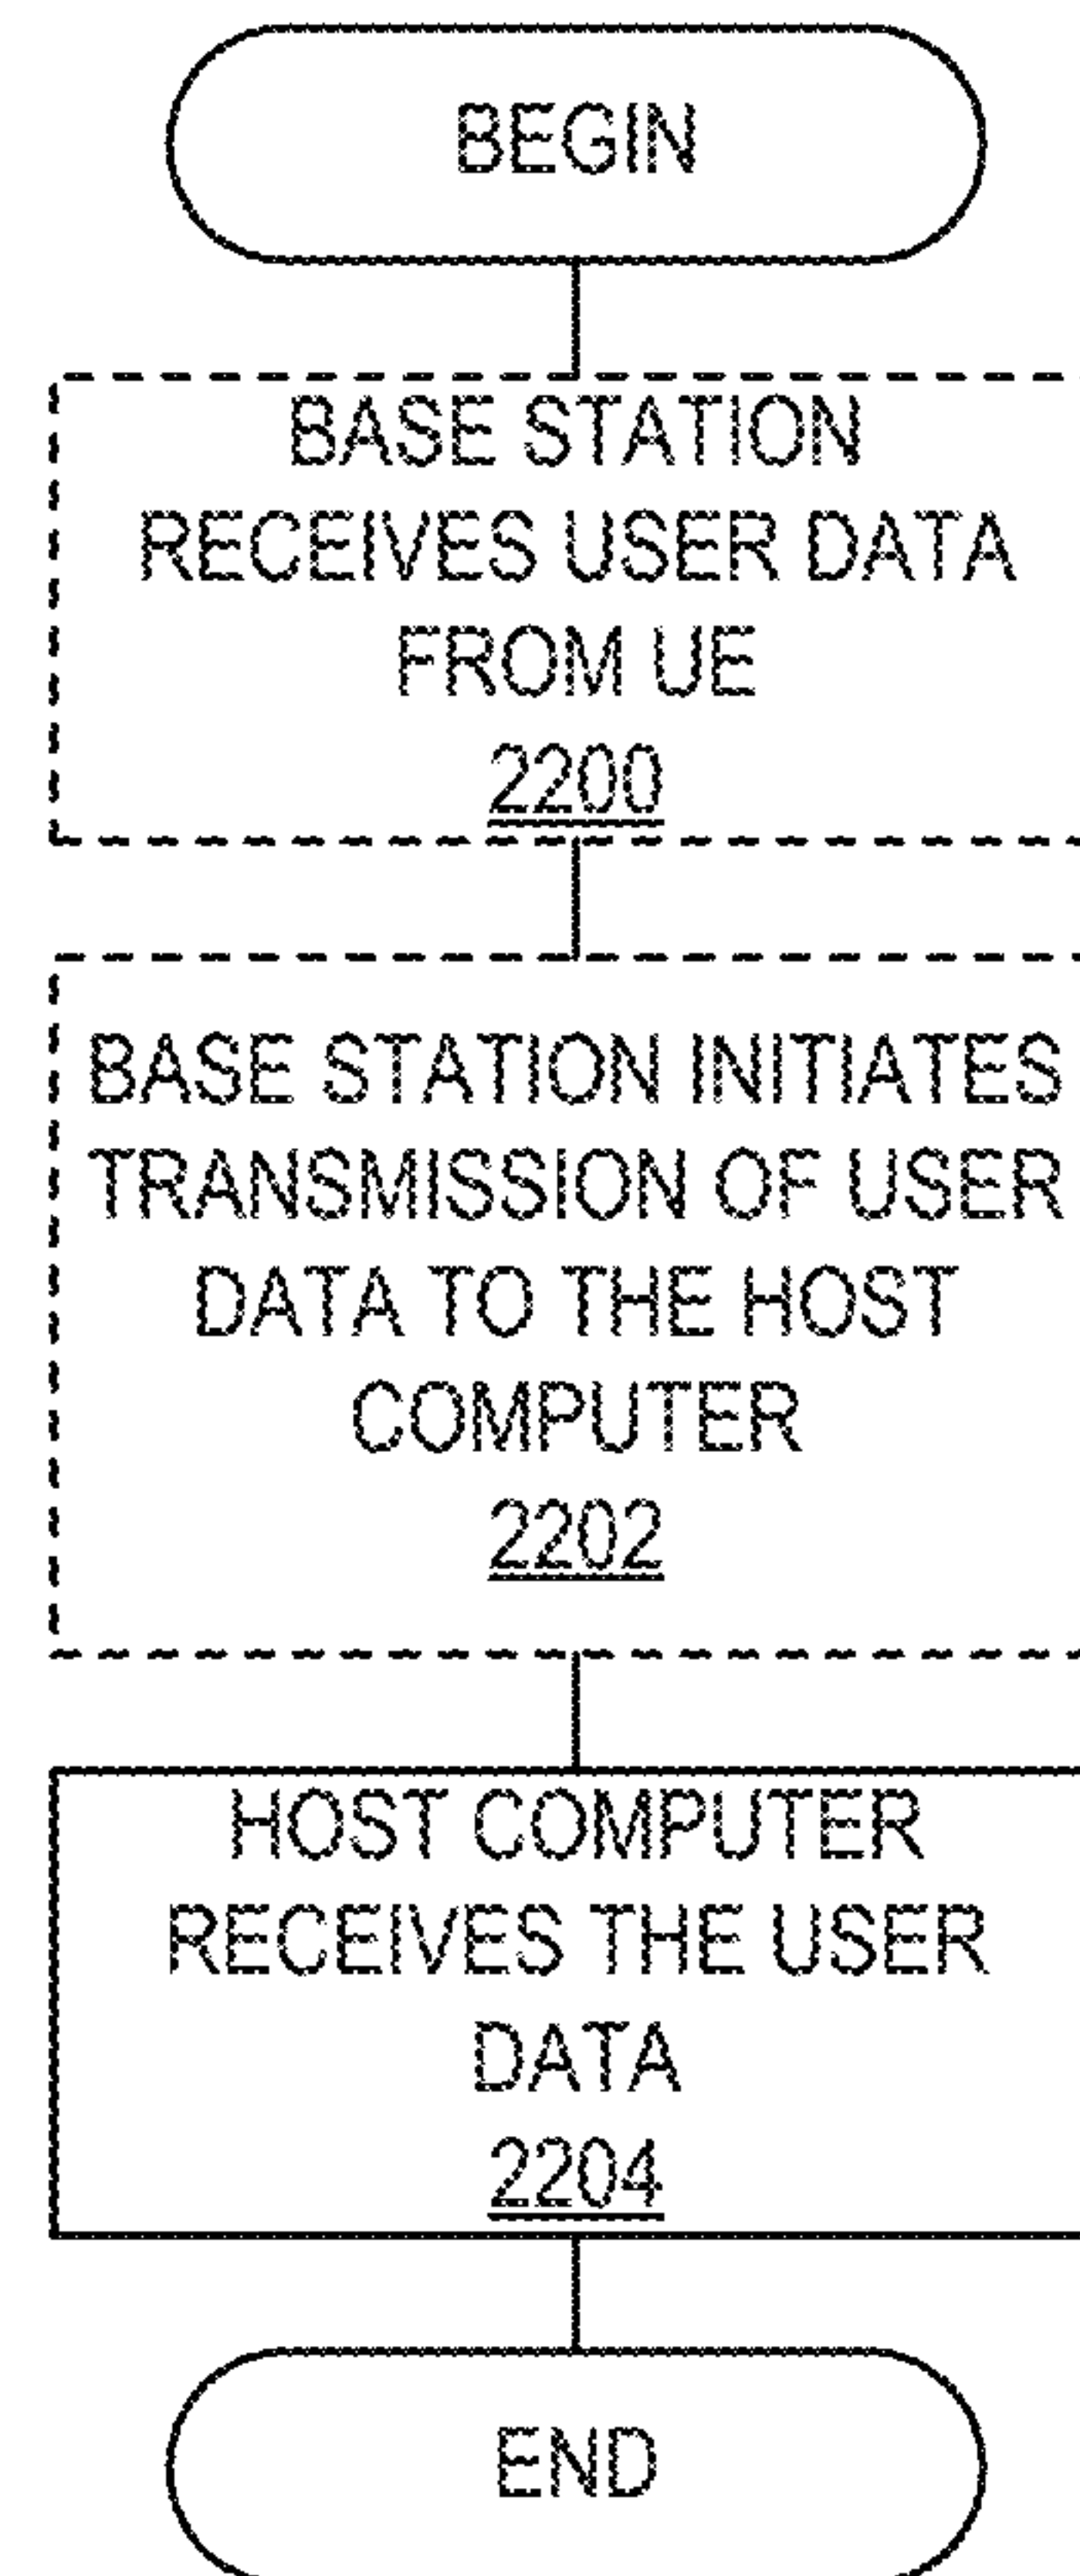 BEGIN
BASE STATION
RECEIVES USER DATA
FROM UE
2200
BASE STATION INITIATES
TRANSMISSION OF USER
DATA TO THE HOST
COMPUTER
2202
HOST COMPUTER
RECEIVES THE USER
DATA
2204
END